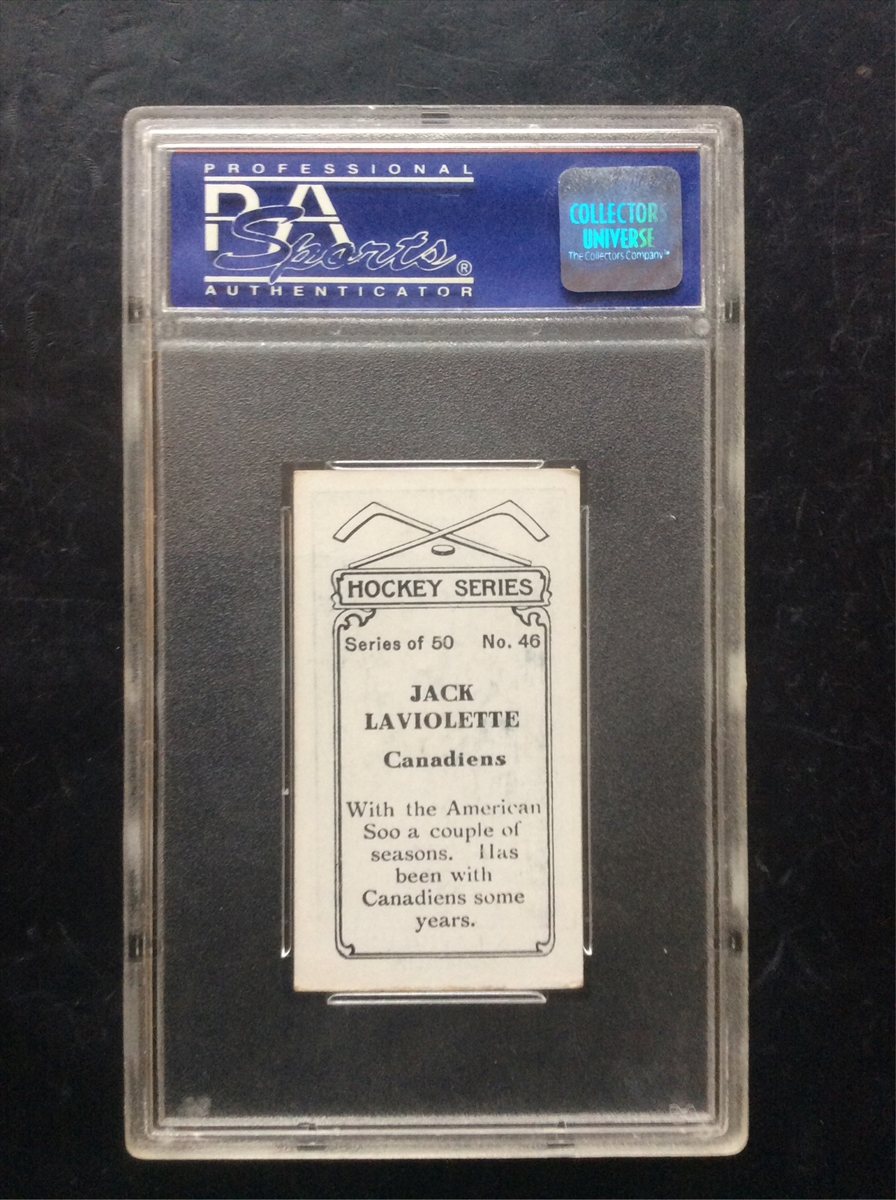 PROFESSIONAL
PSA
Sports®
AUTHENTICATOR
COLLECTORS
UNIVERSE
The Collectors Company™
HOCKEY SERIES
Series of 50 No. 46
JACK
LAVIOLETTE
Canadiens
With the American
Soo a couple of
seasons. Has
been with
Canadiens some
years.